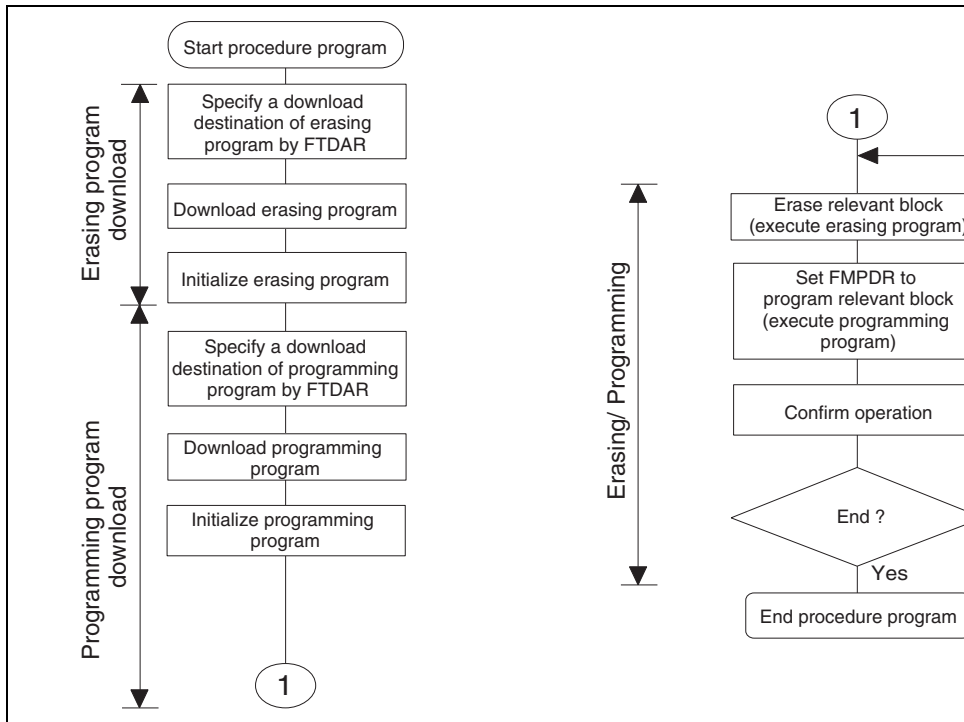 Start procedure program
Erasing program
download
Specify a download
destination of erasing
program by FTDAR
Download erasing program
Initialize erasing program
Programming program
download
Specify a download
destination of programming
program by FTDAR
Download programming
program
Initialize programming
program
1
1
Erasing/ Programming
Erase relevant block
(execute erasing program)
Set FMPDR to
program relevant block
(execute programming
program)
Confirm operation
End ?
Yes
End procedure program